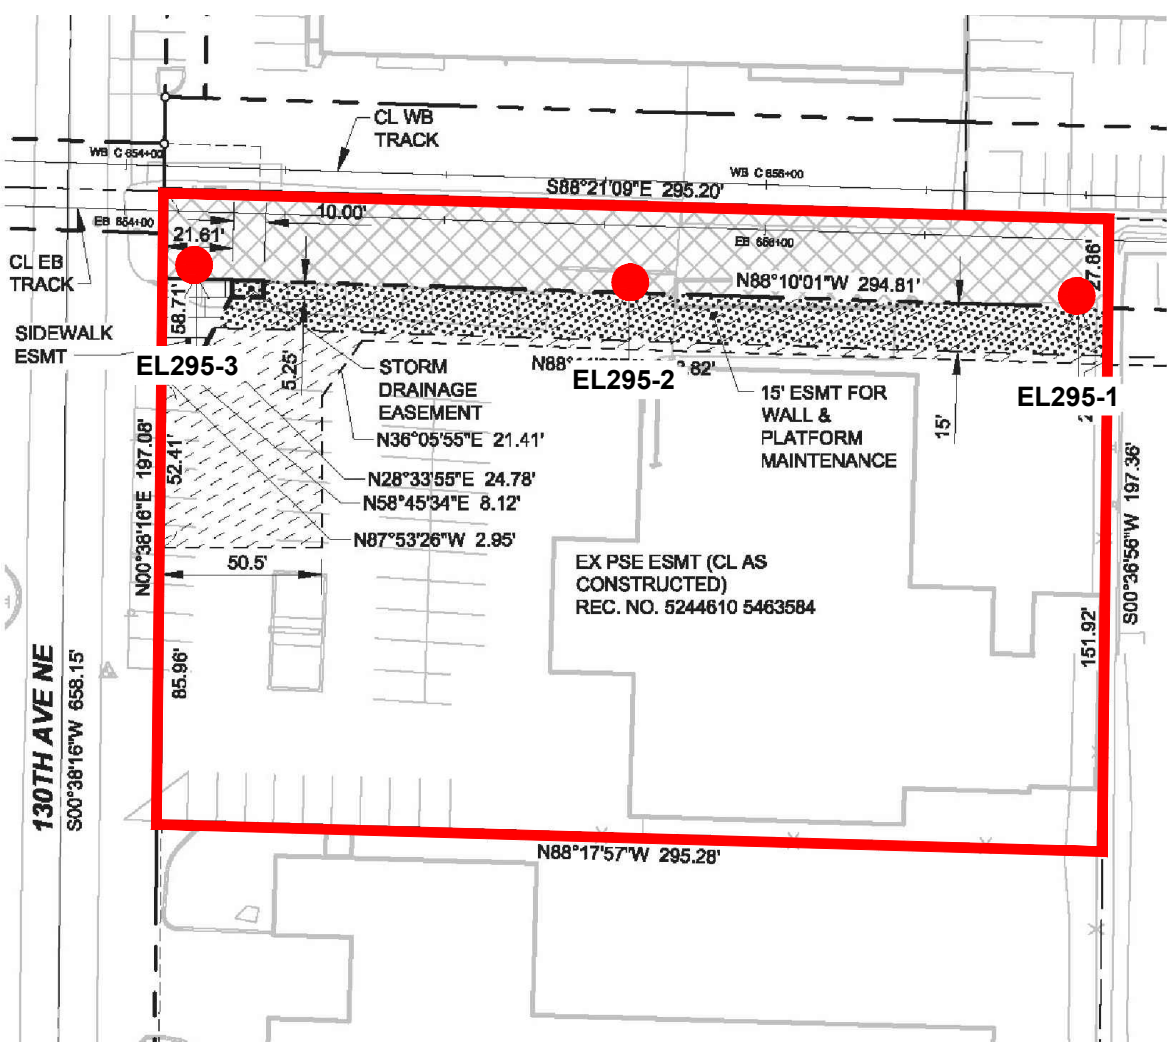 CL WB
TRACK
WB C 654+00
WB C 656+00
S88°21'09"E 295.20'
10.00'
EB 654+00
21.61'
EB 656+00
27.86'
CL EB
TRACK
N88°10'01"W 294.81'
58.71'
SIDEWALK
ESMT
EL295-3
5.25'
STORM
DRAINAGE
EASEMENT
N88°
82'
EL295-2
15' ESMT FOR
WALL &
PLATFORM
MAINTENANCE
15'
EL295-1
N36°05'55"E 21.41'
N28°33'55"E 24.78'
N58°45'34"E 8.12'
N87°53'26"W 2.95'
N00°38'16"E 197.08'
52.41'
50.5'
EX PSE ESMT (CL AS
CONSTRUCTED)
REC. NO. 5244610 5463584
S00°36'56"W 197.36'
151.92'
85.96'
130TH AVE NE
S00°38'16"W 658.15'
N88°17'57"W 295.28'